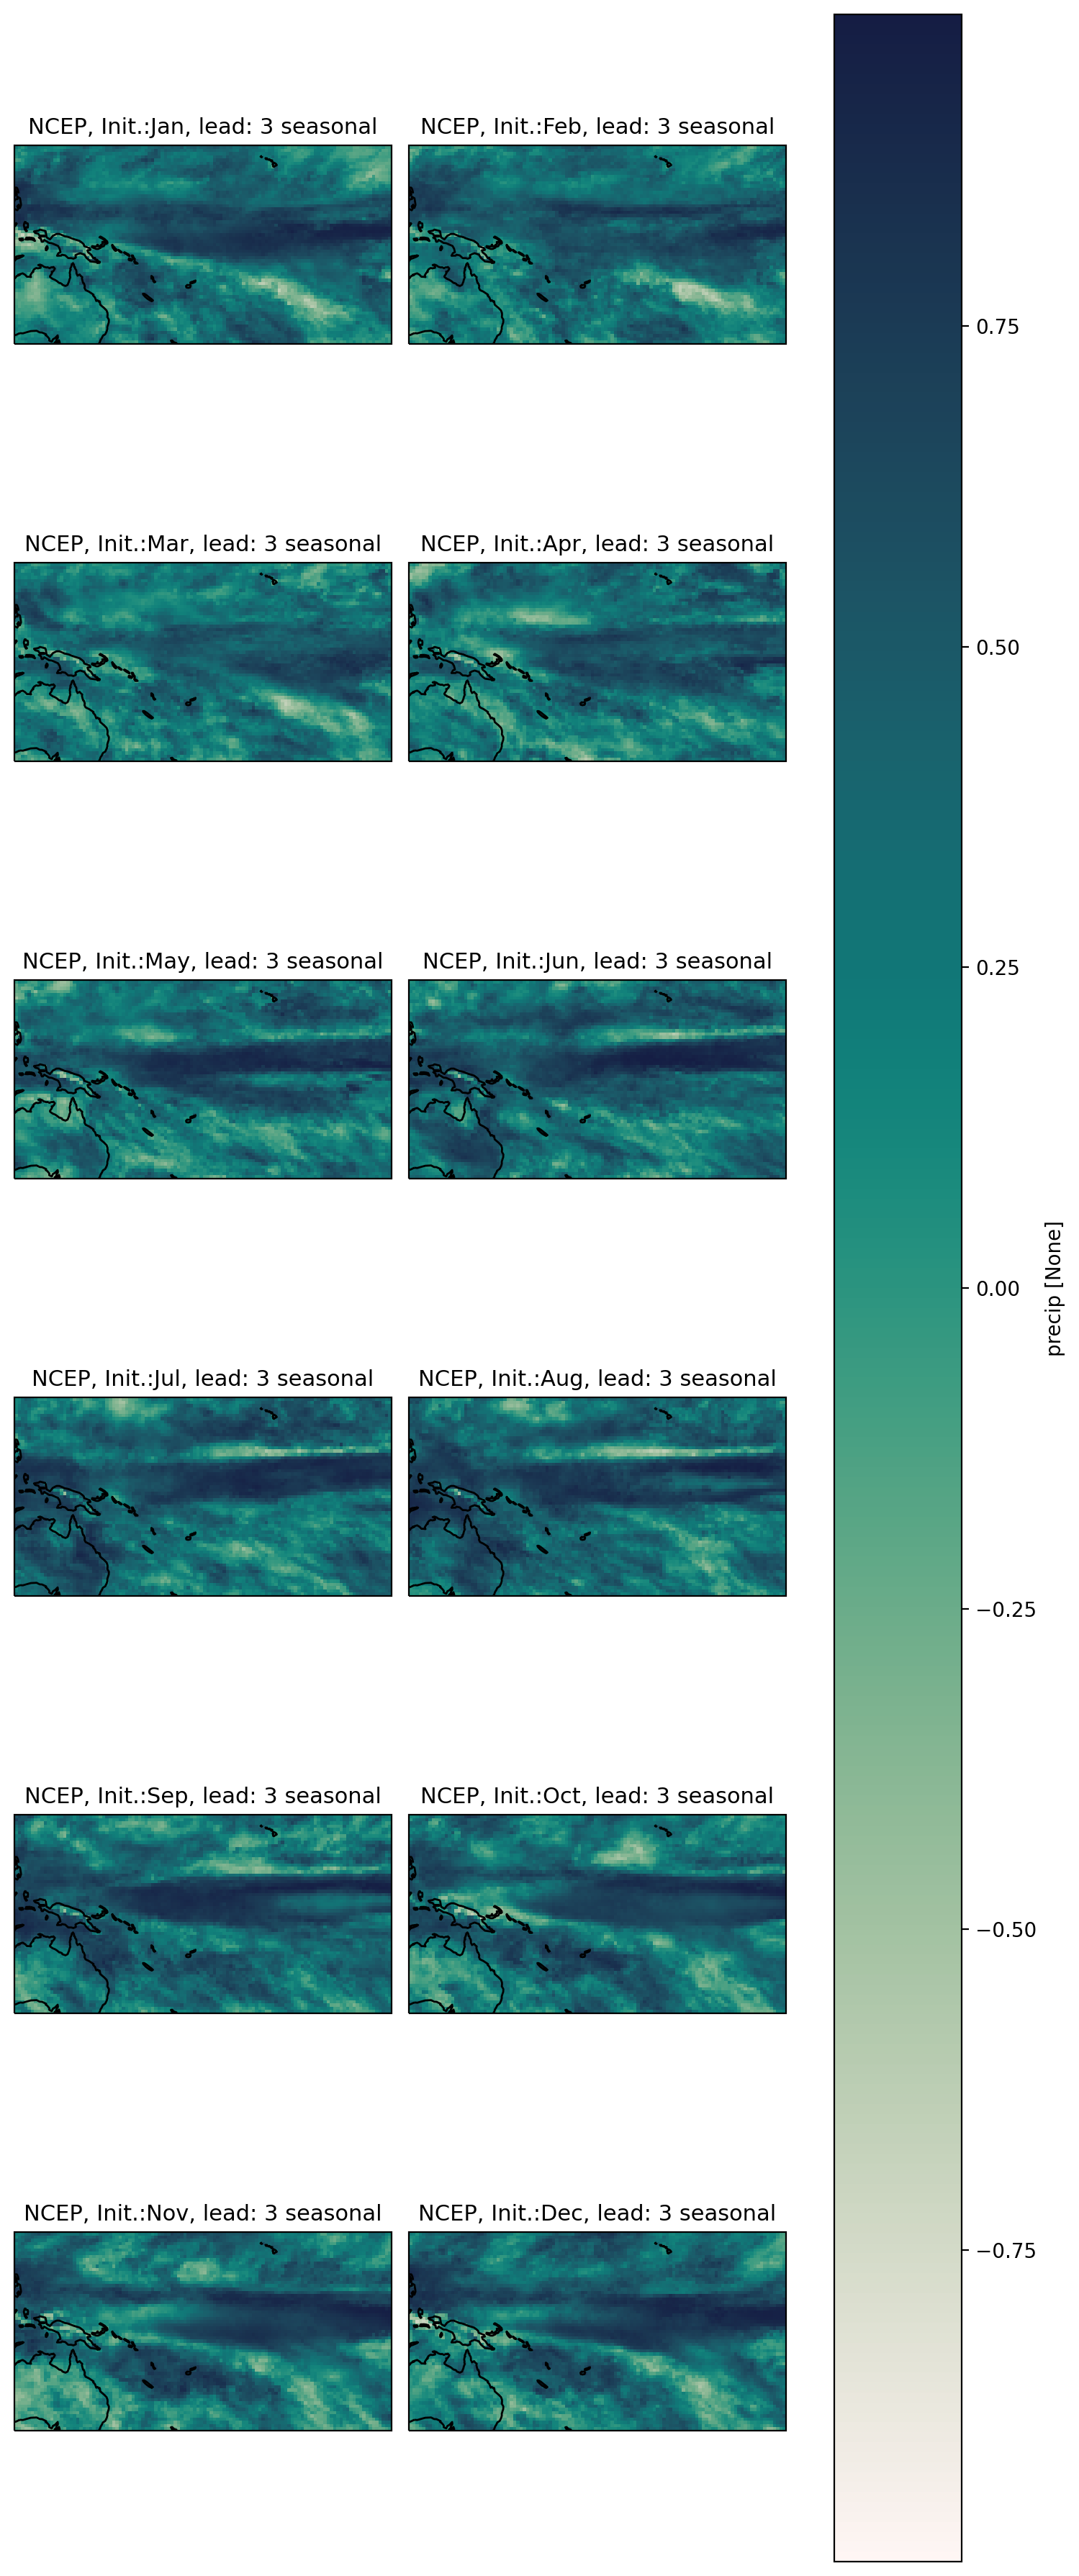 NCEP, Init.:Jan, lead: 3 seasonal
NCEP, Init.:Feb, lead: 3 seasonal
NCEP, Init.:Mar, lead: 3 seasonal
NCEP, Init.:Apr, lead: 3 seasonal
NCEP, Init.:May, lead: 3 seasonal
NCEP, Init.:Jun, lead: 3 seasonal
NCEP, Init.:Jul, lead: 3 seasonal
NCEP, Init.:Aug, lead: 3 seasonal
NCEP, Init.:Sep, lead: 3 seasonal
NCEP, Init.:Oct, lead: 3 seasonal
NCEP, Init.:Nov, lead: 3 seasonal
NCEP, Init.:Dec, lead: 3 seasonal
0.75
0.50
0.25
0.00
−0.25
−0.50
−0.75
precip [None]